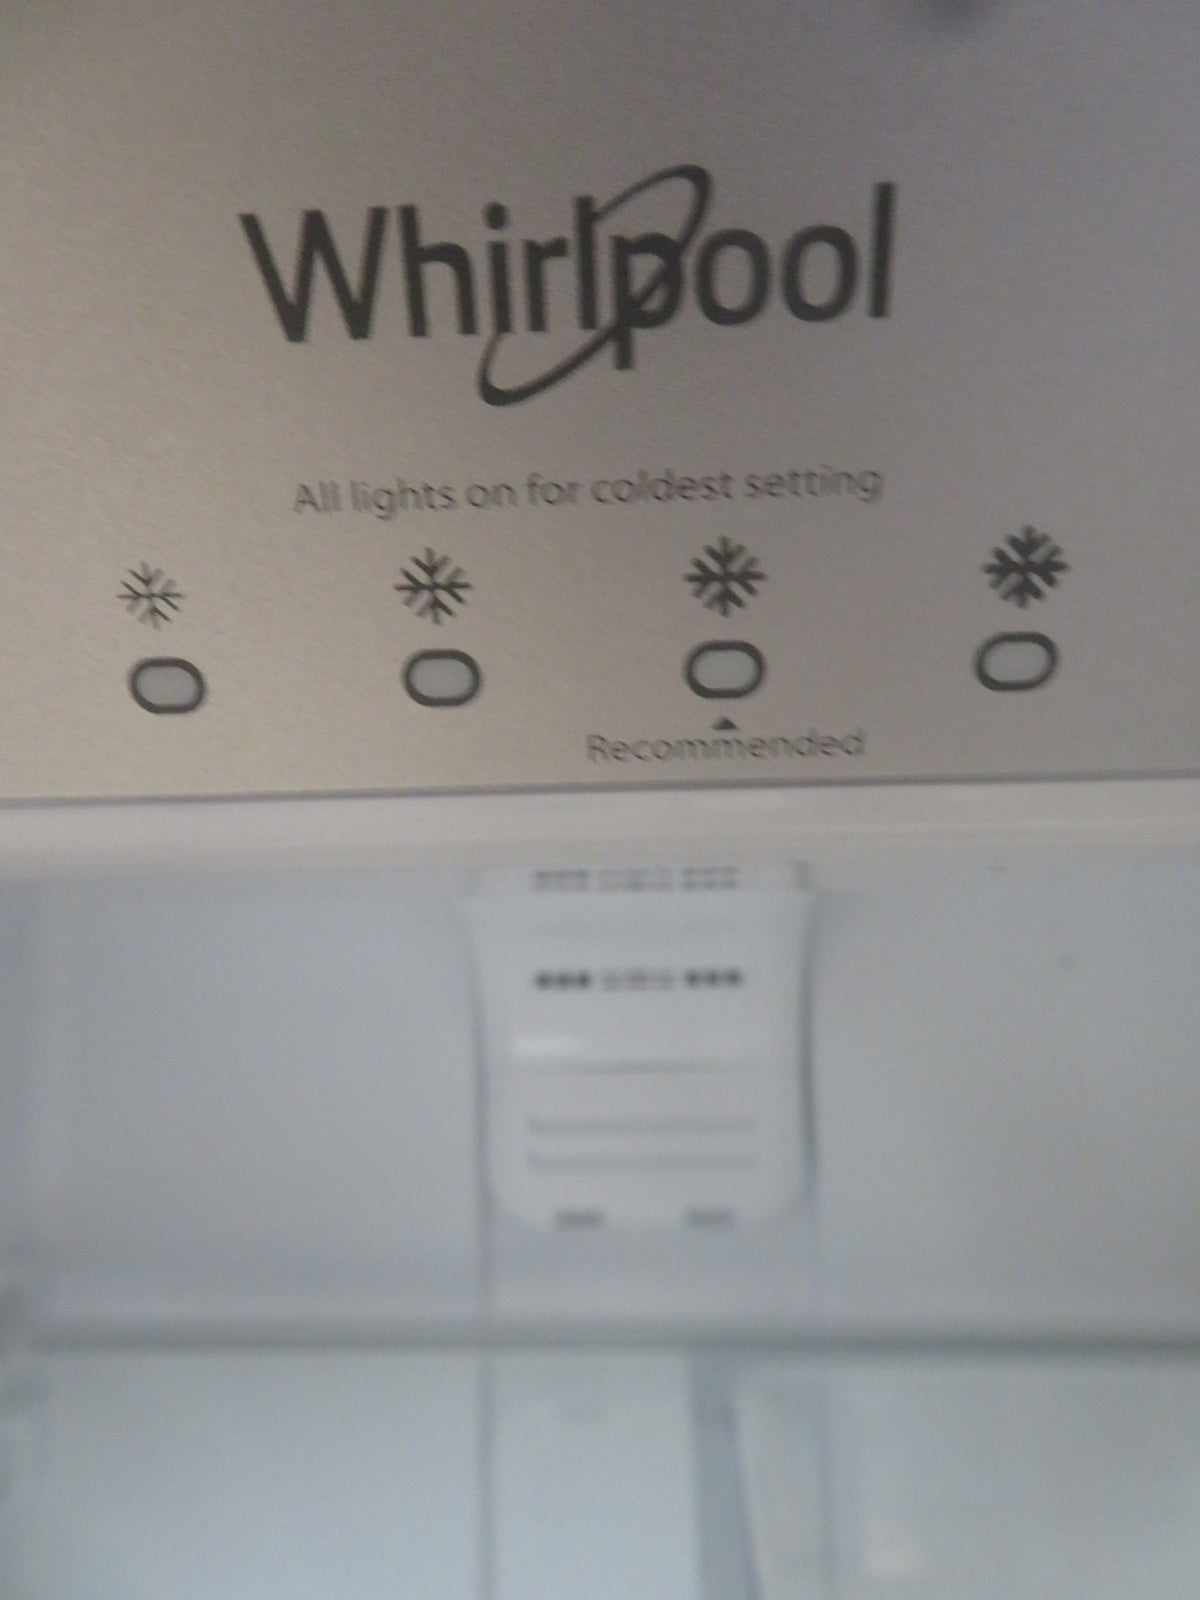 Whirlpool
All lights on for coldest setting
Recommended